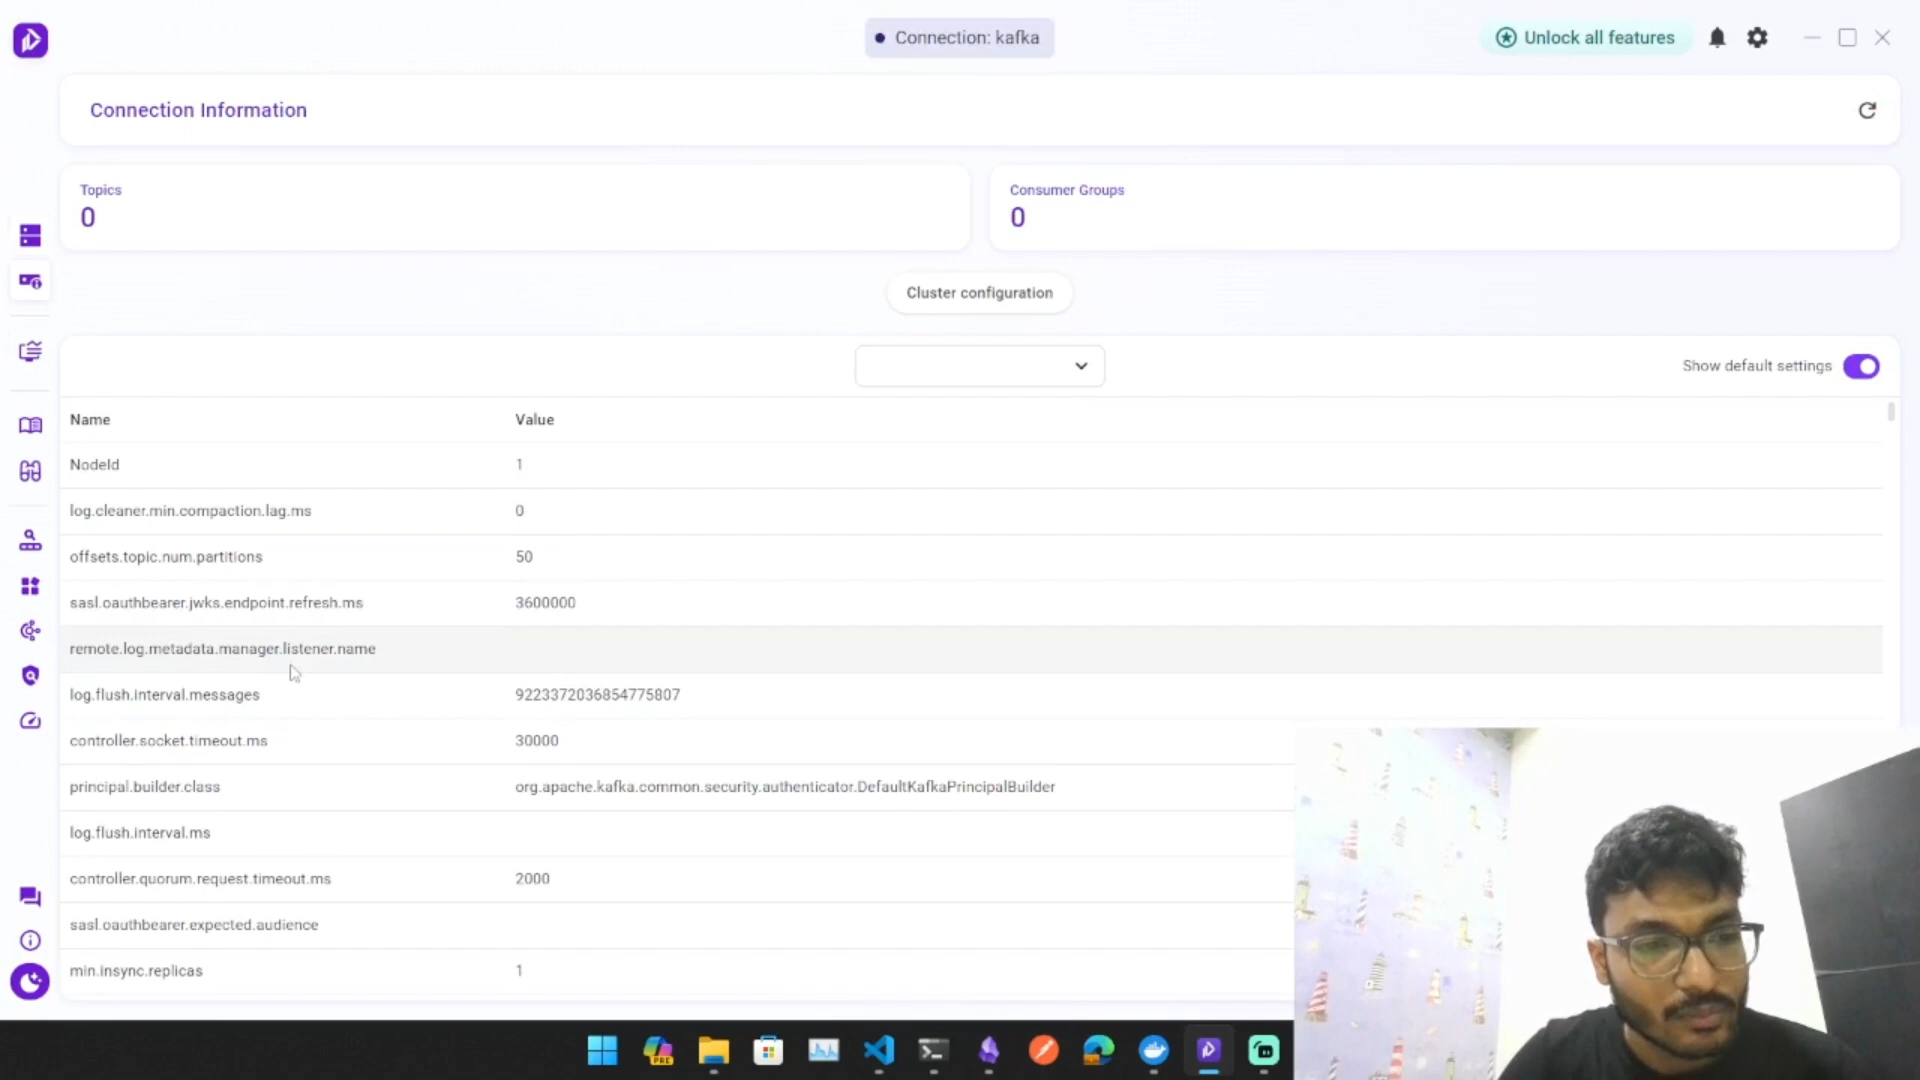 Connection: kafka
Unlock all features
Connection Information
Topics
0
Consumer Groups
0
Cluster configuration
Show default settings
Name Value
NodeId 1
log.cleaner.min.compaction.lag.ms 0
offsets.topic.num.partitions 50
sasl.oauthbearer.jwks.endpoint.refresh.ms 3600000
remote.log.metadata.manager.listener.name
log.flush.interval.messages 9223372036854775807
controller.socket.timeout.ms 30000
principal.builder.class org.apache.kafka.common.security.authenticator.DefaultKafkaPrincipalBuilder
log.flush.interval.ms
controller.quorum.request.timeout.ms 2000
sasl.oauthbearer.expected.audience
min.insync.replicas 1
PRE